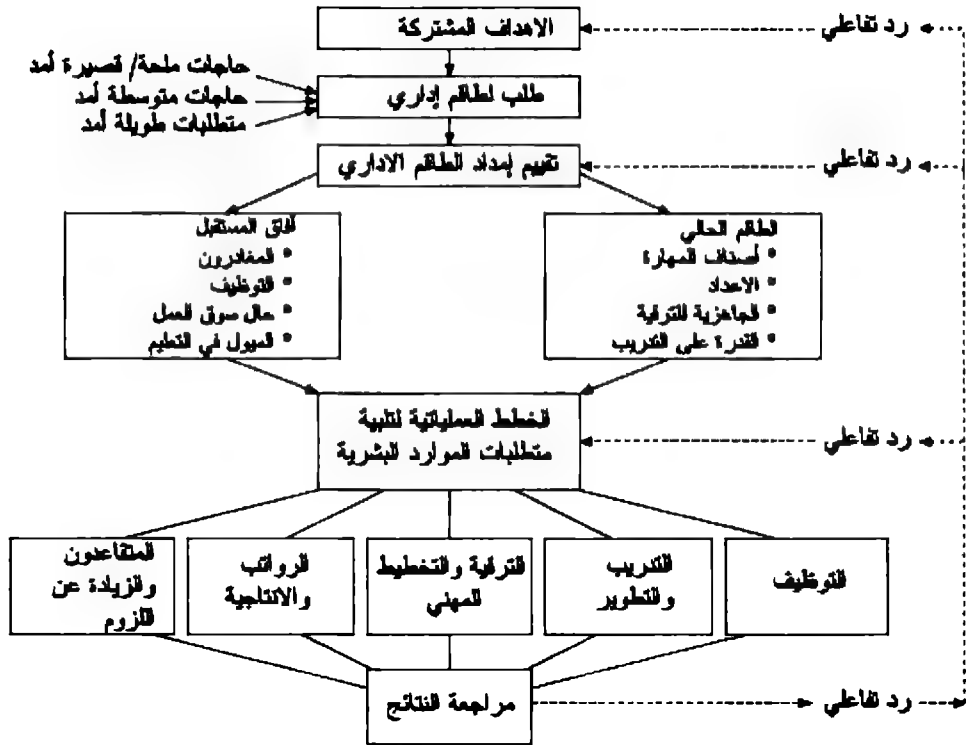 الاهداف المشتركة
رد تفاعلي
حاجات ملحة/ قصيرة أمد
حاجات متوسطة أمد
متطلبات طويلة أمد
طلب لطاقم إداري
تقييم إمداد الطاقم الاداري
رد تفاعلي
الطاقم الحالي
• أصناف المهارة
• الاعداد
• الجاهزية للترقية
• القدرة على التدريب
آفاق المستقبل
• المغادرون
• التوظيف
• حال سوق العمل
• الميول في التعليم
الخطط العملياتية لتلبية
متطلبات الموارد البشرية
رد تفاعلي
التوظيف
التدريب
والتطوير
الترقية والتخطيط
المهني
الرواتب
والانتاجية
المتقاعدون
والزيادة عن
اللزوم
مراجعة النتائج
رد تفاعلي